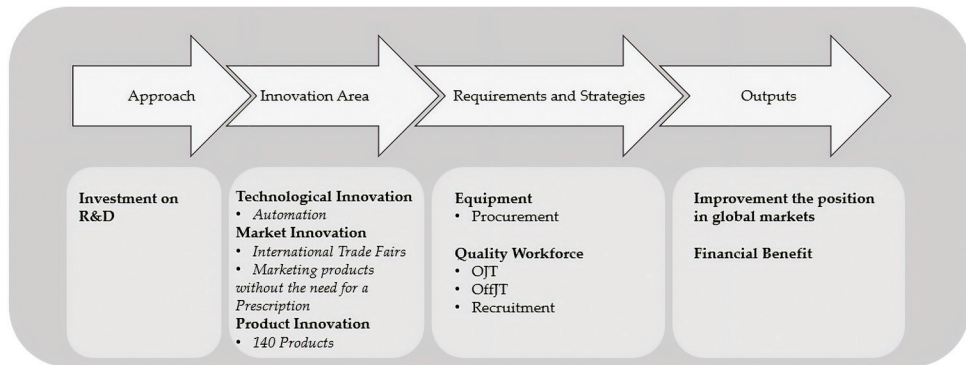 Approach
Innovation Area
Requirements and Strategies
Outputs
Investment on
R&D
Technological Innovation
• Automation
Market Innovation
• International Trade Fairs
• Marketing products
without the need for a
Prescription
Product Innovation
• 140 Products
Equipment
• Procurement
Quality Workforce
• OJT
• OffJT
• Recruitment
Improvement the position
in global markets
Financial Benefit